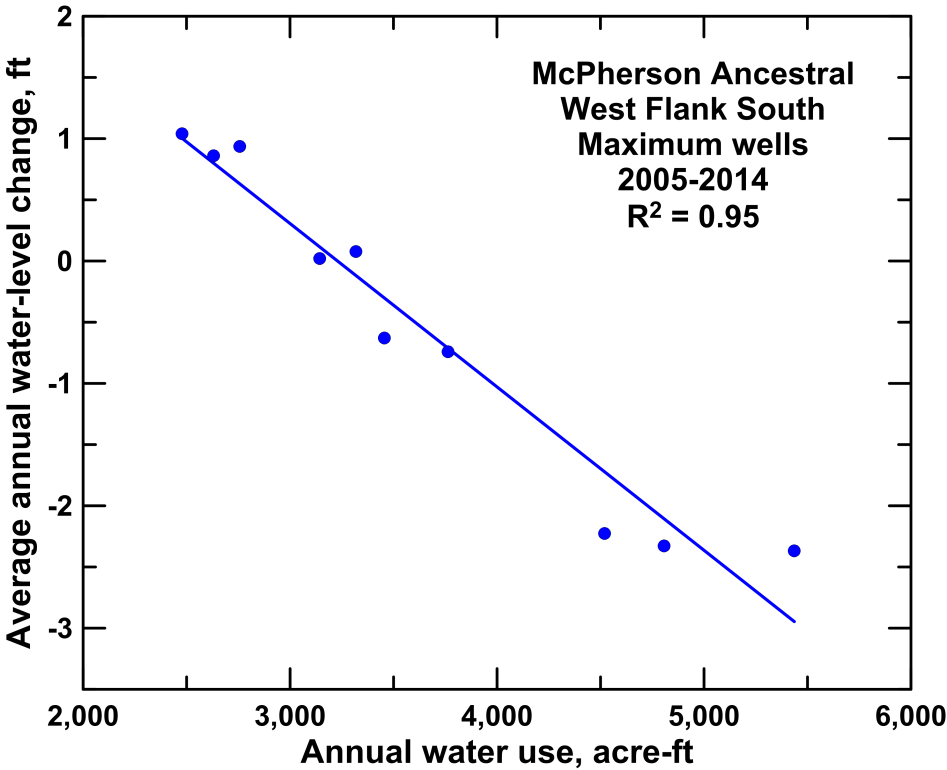 2
1
0
-1
-2
-3
Average annual water-level change, ft
McPherson Ancestral
West Flank South
Maximum wells
2005-2014
R² = 0.95
2,000 3,000 4,000 5,000 6,000
Annual water use, acre-ft